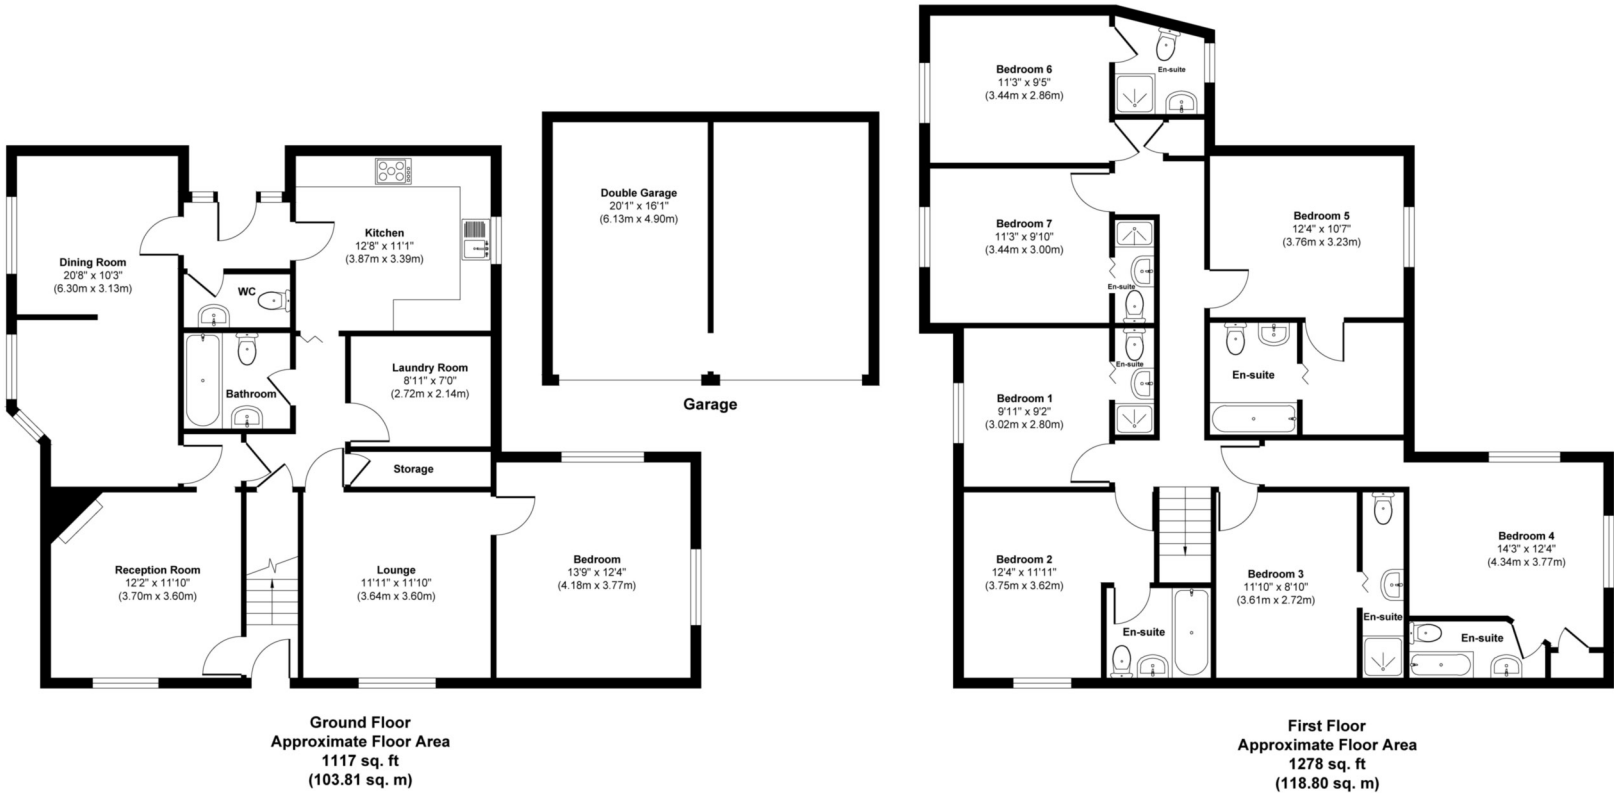 Dining Room
20'8" x 10'3"
(6.30m x 3.13m)
WC
Kitchen
12'8" x 11'1"
(3.87m x 3.39m)
Bathroom
Laundry Room
8'11" x 7'0"
(2.72m x 2.14m)
Storage
Reception Room
12'2" x 11'10"
(3.70m x 3.60m)
Lounge
11'11" x 11'10"
(3.64m x 3.60m)
Bedroom
13'9" x 12'4"
(4.18m x 3.77m)
Ground Floor
Approximate Floor Area
1117 sq. ft
(103.81 sq. m)
Double Garage
20'1" x 16'1"
(6.13m x 4.90m)
Garage
Bedroom 6
11'3" x 9'5"
(3.44m x 2.86m)
En-suite
Bedroom 7
11'3" x 9'10"
(3.44m x 3.00m)
En-suite
Bedroom 5
12'4" x 10'7"
(3.76m x 3.23m)
En-suite
Bedroom 1
9'11" x 9'2"
(3.02m x 2.80m)
En-suite
Bedroom 2
12'4" x 11'11"
(3.75m x 3.62m)
En-suite
Bedroom 3
11'10" x 8'10"
(3.61m x 2.72m)
En-suite
Bedroom 4
14'3" x 12'4"
(4.34m x 3.77m)
En-suite
First Floor
Approximate Floor Area
1278 sq. ft
(118.80 sq. m)